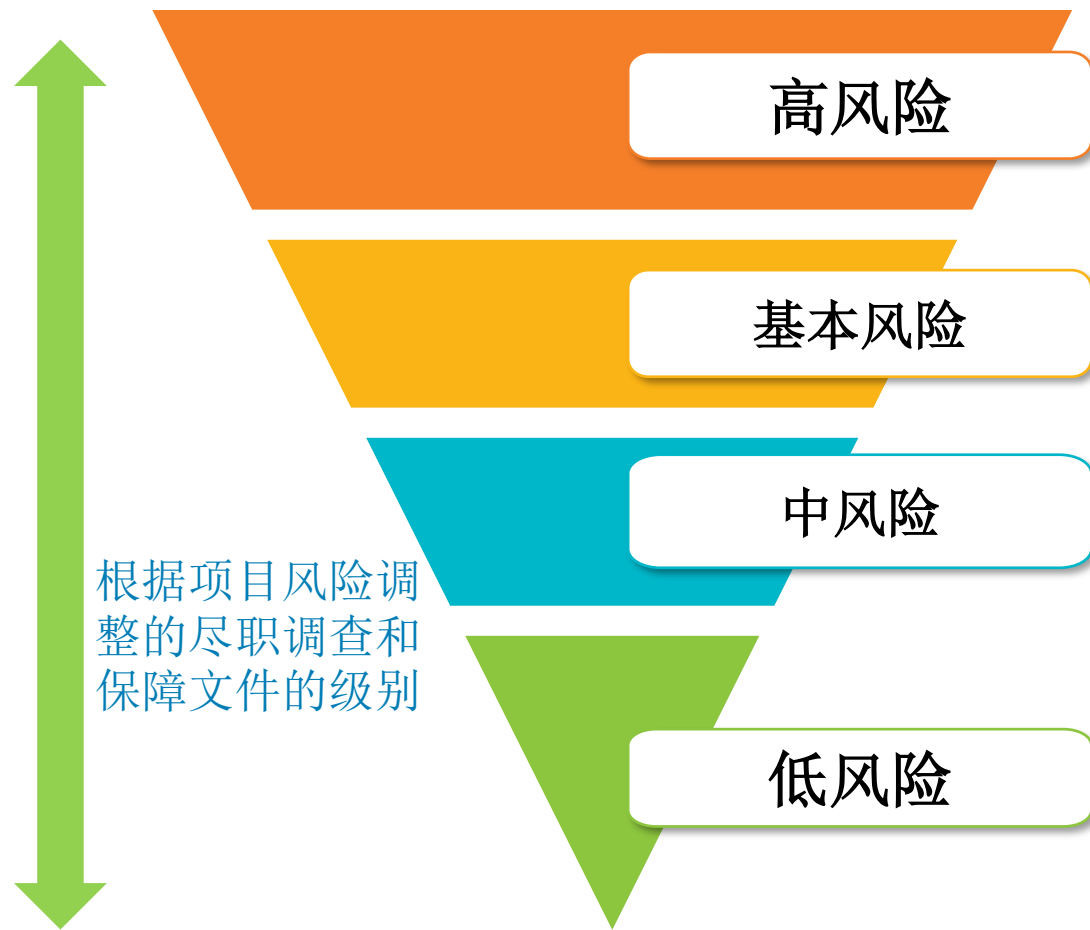 高风险
基本风险
中风险
根据项目风险调
整的尽职调查和
保障文件的级别
低风险